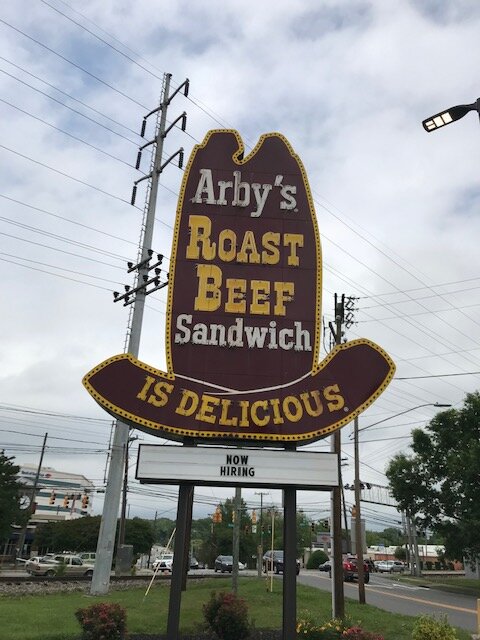 Arby's
ROAST
BEEF
Sandwich
IS DELICIOUS
NOW
HIRING